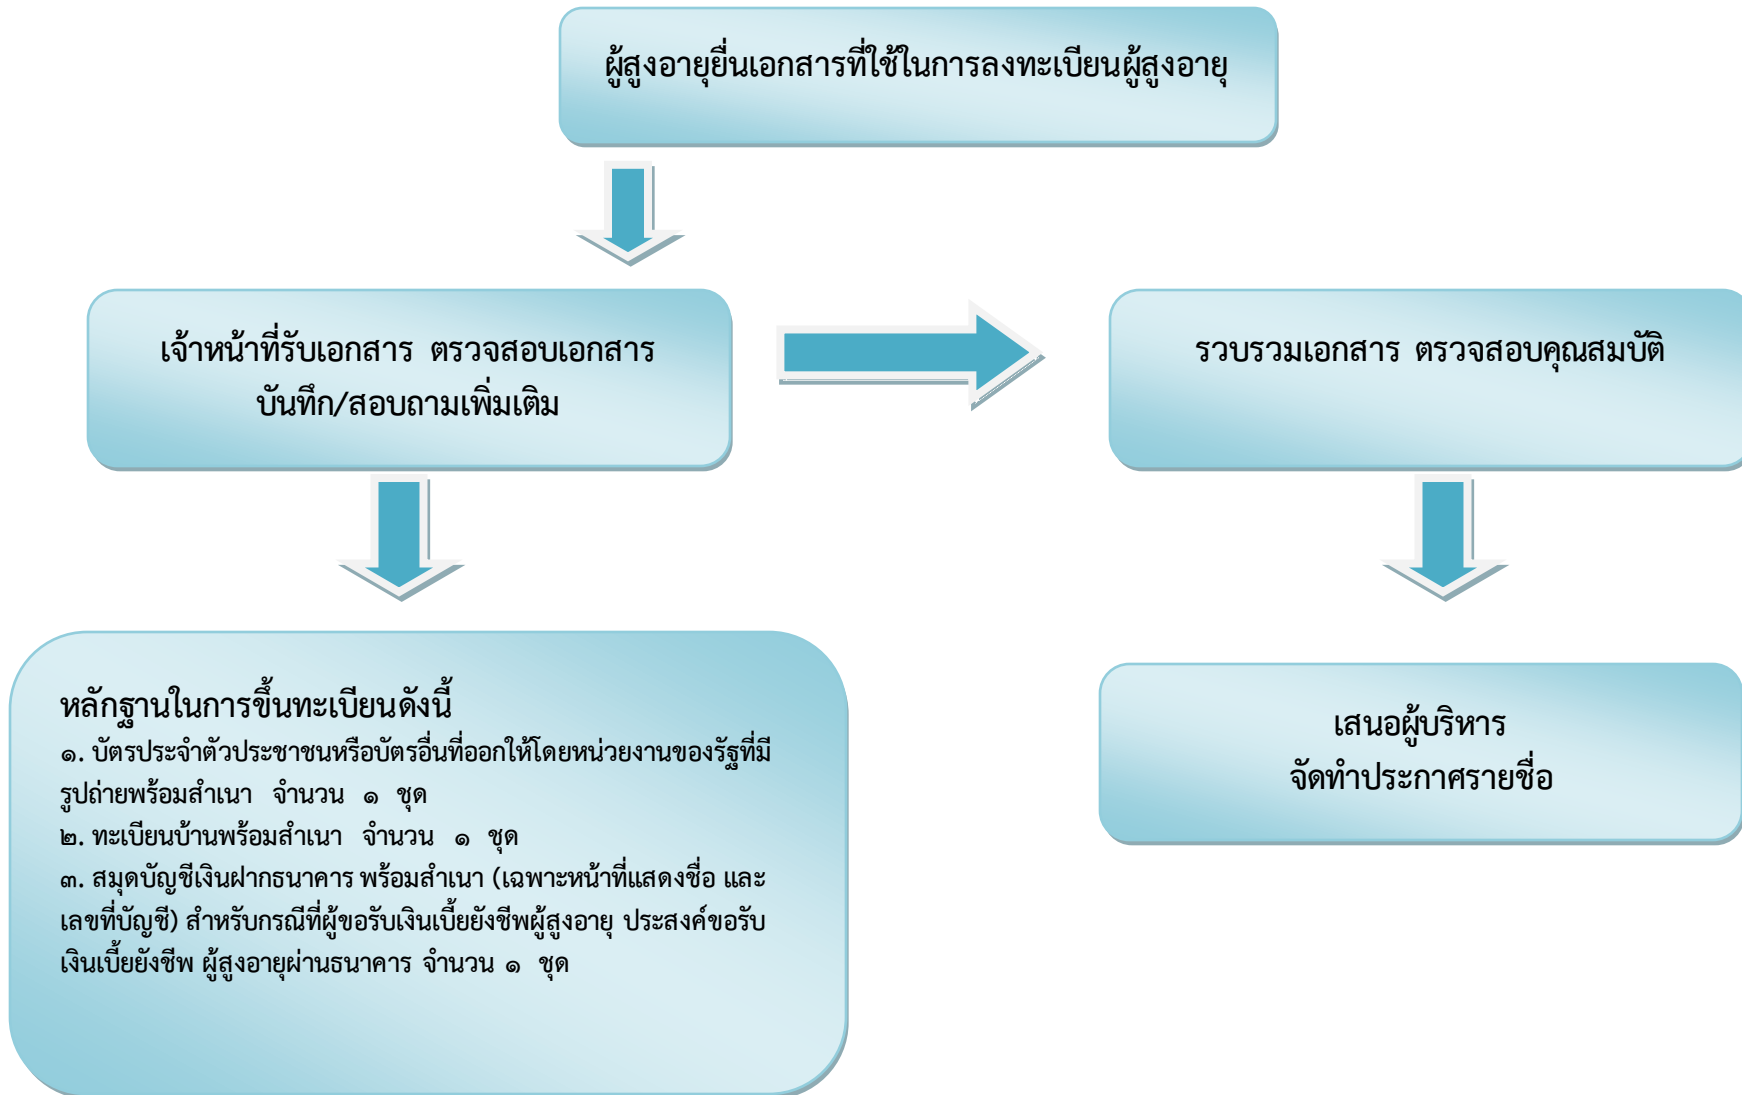 ผู้สูงอายุยื่นเอกสารที่ใช้ในการลงทะเบียนผู้สูงอายุ
เจ้าหน้าที่รับเอกสาร ตรวจสอบเอกสาร
บันทึก/สอบถามเพิ่มเติม
รวบรวมเอกสาร ตรวจสอบคุณสมบัติ
หลักฐานในการขึ้นทะเบียนดังนี้
๑. บัตรประจำตัวประชาชนหรือบัตรอื่นที่ออกให้โดยหน่วยงานของรัฐที่มี
รูปถ่ายพร้อมสำเนา จำนวน ๑ ชุด
๒. ทะเบียนบ้านพร้อมสำเนา จำนวน ๑ ชุด
๓. สมุดบัญชีเงินฝากธนาคาร พร้อมสำเนา (เฉพาะหน้าที่แสดงชื่อ และ
เลขที่บัญชี) สำหรับกรณีที่ผู้ขอรับเงินเบี้ยยังชีพผู้สูงอายุ ประสงค์ขอรับ
เงินเบี้ยยังชีพ ผู้สูงอายุผ่านธนาคาร จำนวน ๑ ชุด
เสนอผู้บริหาร
จัดทำประกาศรายชื่อ